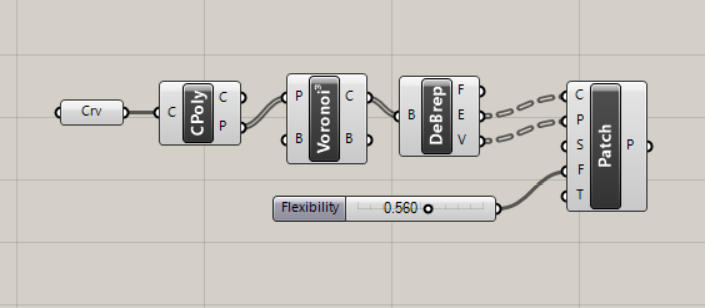 Crv
C
CPoly
C
P
P
B
Voronoi³
C
B
B
DeBrep
F
E
V
C
P
S
F
T
Patch
P
Flexibility 0.560